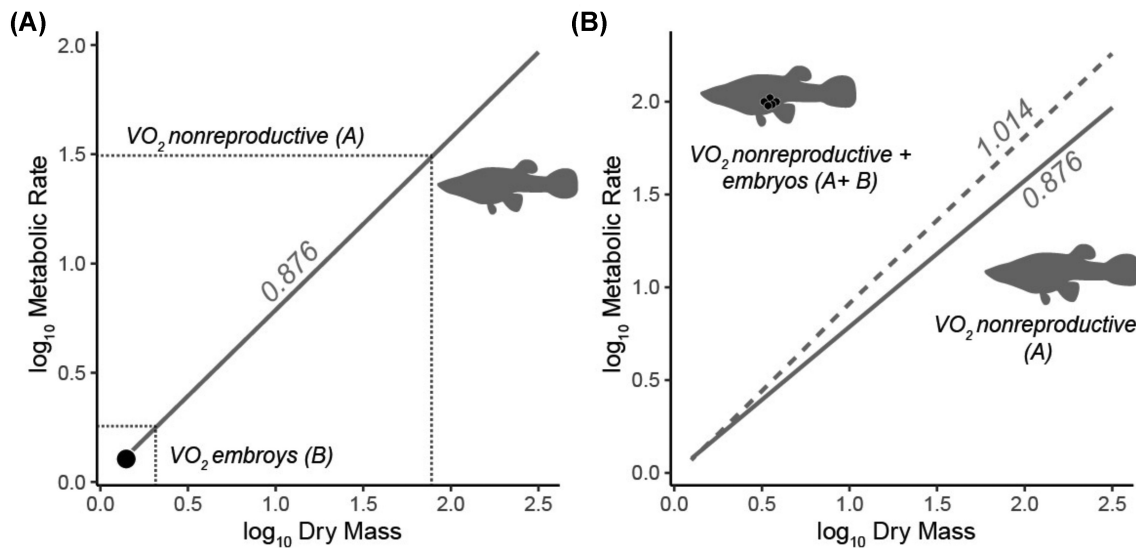 (A)
2.0
1.5
1.0
0.5
0.0
log10 Metabolic Rate
VO2 nonreproductive (A)
0.876
VO2 embroys (B)
0.0 0.5 1.0 1.5 2.0 2.5
log10 Dry Mass
(B)
2.0
1.5
1.0
0.5
0.0
log10 Metabolic Rate
VO2 nonreproductive +
embryos (A+ B)
1.014
0.876
VO2 nonreproductive
(A)
0.0 0.5 1.0 1.5 2.0 2.5
log10 Dry Mass